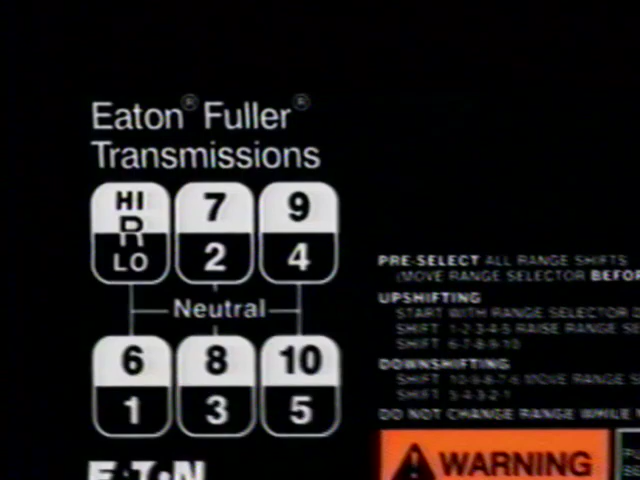 Eaton® Fuller®
Transmissions
HI R LO
7 2
9 4
Neutral
6 1
8 3
10 5
EATON
PRE-SELECT ALL RANGE SHIFTS
(MOVE RANGE SELECTOR BEFOR
UPSHIFTING
START WITH RANGE SELECTOR D
SHIFT 1-2-3-4-5 RAISE RANGE SE
SHIFT 6-7-8-9-10
DOWNSHIFTING
SHIFT 10-9-8-7-6 MOVE RANGE S
SHIFT 5-4-3-2-1
DO NOT CHANGE RANGE WHILE
WARNING